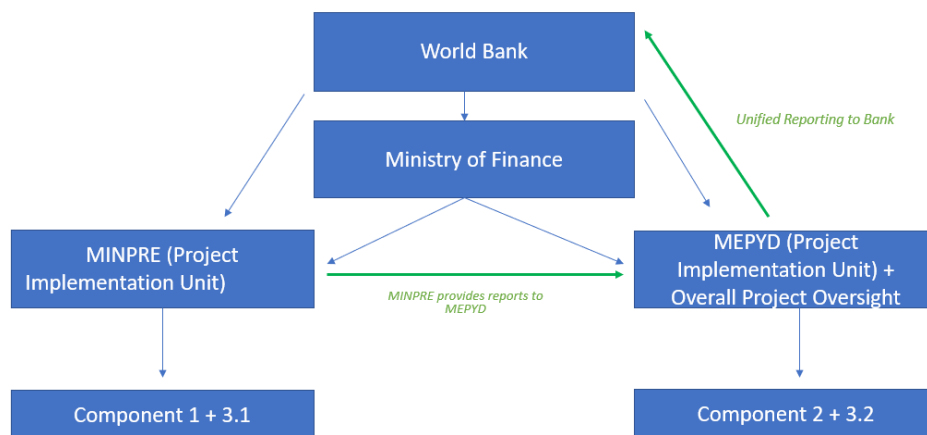 World Bank
Unified Reporting to Bank
Ministry of Finance
MINPRE (Project
Implementation Unit)
MEPYD (Project
Implementation Unit) +
Overall Project Oversight
MINPRE provides reports to
MEPYD
Component 1 + 3.1
Component 2 + 3.2